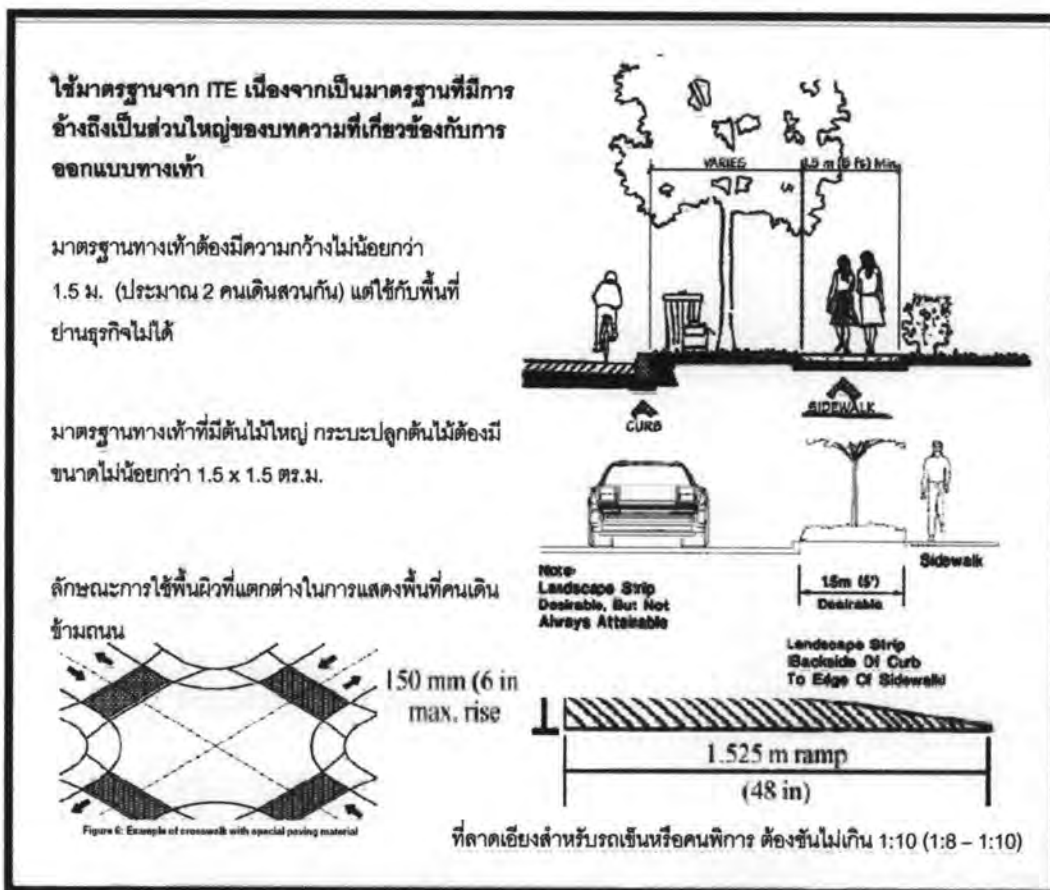 ใช้มาตรฐานจาก ITE เนื่องจากเป็นมาตรฐานที่มีการ
อ้างถึงเป็นส่วนใหญ่ของบทความที่เกี่ยวข้องกับการ
ออกแบบทางเท้า
มาตรฐานทางเท้าต้องมีความกว้างไม่น้อยกว่า
1.5 ม. (ประมาณ 2 คนเดินสวนกัน) แต่ใช้กับพื้นที่
ย่านธุรกิจไม่ได้
มาตรฐานทางเท้าที่มีต้นไม้ใหญ่ กระบะปลูกต้นไม้ต้องมี
ขนาดไม่น้อยกว่า 1.5 x 1.5 ตร.ม.
ลักษณะการใช้พื้นผิวที่แตกต่างในการแสดงพื้นที่คนเดิน
ข้ามถนน
Figure 6: Example of crosswalk with special paving material
VARIES
1.5 m (5 ft) Min.
CURB
SIDEWALK
Sidewalk
Note:
Landscape Strip
Desirable, But Not
Always Attainable
1.5m (5')
Desirable
Landscape Strip
(Backside Of Curb
To Edge Of Sidewalk)
150 mm (6 in
max. rise
1.525 m ramp
(48 in)
ที่ลาดเอียงสำหรับรถเข็นหรือคนพิการ ต้องชันไม่เกิน 1:10 (1:8 – 1:10)